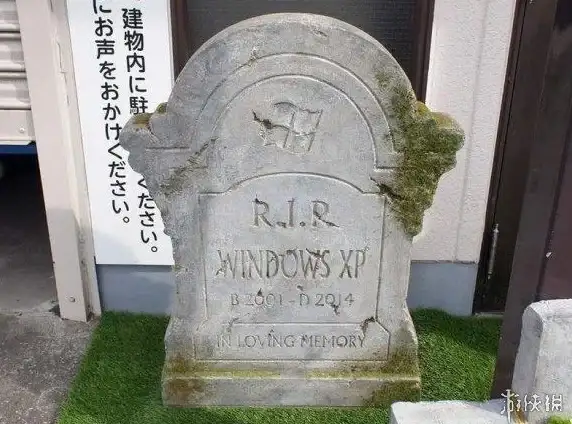 建物内に駐
にお声をおかけください。
ださい。
R.I.P
WINDOWS XP
B 2001 - D 2014
IN LOVING MEMORY
游侠网